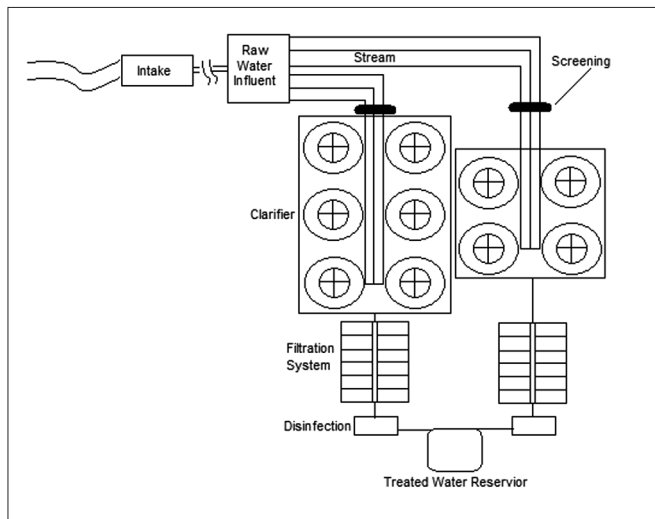 Raw
Water
Influent
Intake
Stream
Screening
Clarifier
Filtration
System
Disinfection
Treated Water Reservior